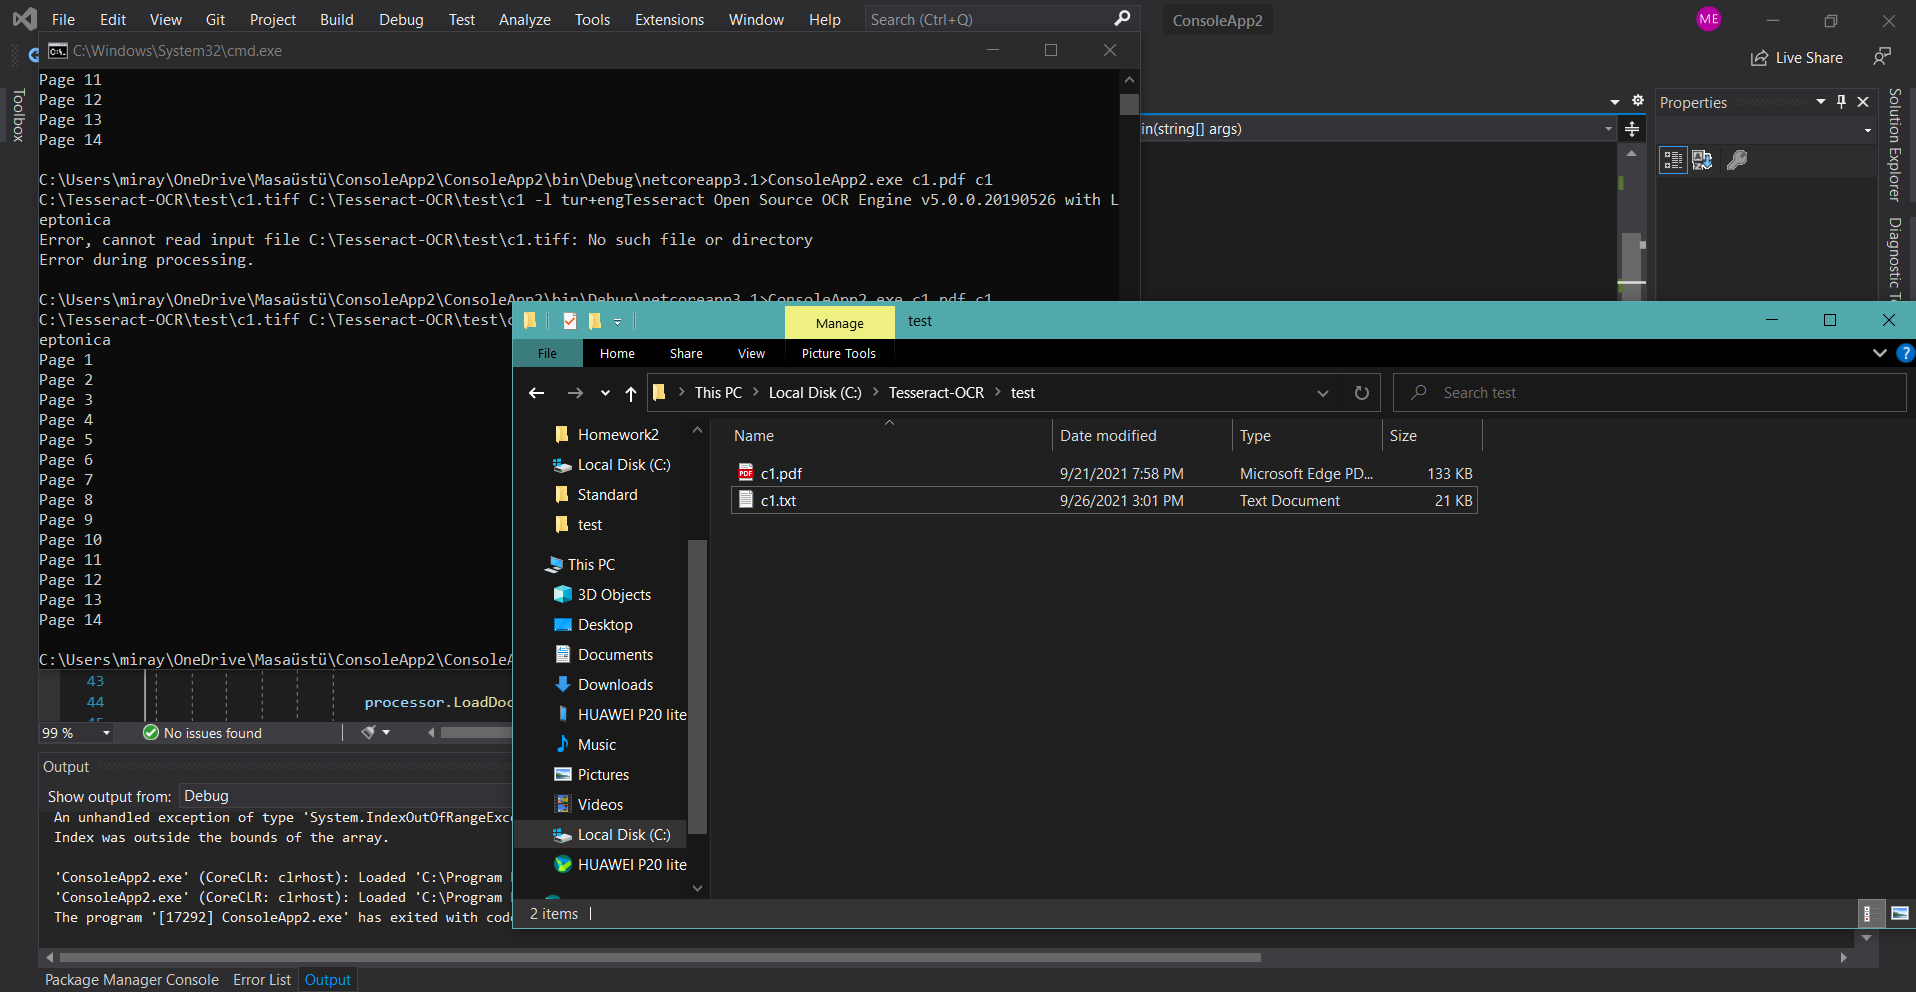 File Edit View Git Project Build Debug Test Analyze Tools Extensions Window Help Search (Ctrl+Q) ConsoleApp2 ME
Live Share
C:\Windows\System32\cmd.exe
Toolbox
Page 11
Page 12
Page 13
Page 14
C:\Users\miray\OneDrive\Masaüstü\ConsoleApp2\ConsoleApp2\bin\Debug\netcoreapp3.1>ConsoleApp2.exe c1.pdf c1
C:\Tesseract-OCR\test\c1.tiff C:\Tesseract-OCR\test\c1 -l tur+engTesseract Open Source OCR Engine v5.0.0.20190526 with L
eptonica
Error, cannot read input file C:\Tesseract-OCR\test\c1.tiff: No such file or directory
Error during processing.
C:\Users\miray\OneDrive\Masaüstü\ConsoleApp2\ConsoleApp2\bin\Debug\netcoreapp3.1>ConsoleApp2.exe c1.pdf c1
C:\Tesseract-OCR\test\c1.tiff C:\Tesseract-OCR\test\c
eptonica
Page 1
Page 2
Page 3
Page 4
Page 5
Page 6
Page 7
Page 8
Page 9
Page 10
Page 11
Page 12
Page 13
Page 14
C:\Users\miray\OneDrive\Masaüstü\ConsoleApp2\ConsoleA
in(string[] args)
Properties
Solution Explorer
Diagnostic T
43
44 processor.LoadDoc
45
99 % No issues found
Output
Show output from: Debug
An unhandled exception of type 'System.IndexOutOfRangeExc
Index was outside the bounds of the array.
'ConsoleApp2.exe' (CoreCLR: clrhost): Loaded 'C:\Program
'ConsoleApp2.exe' (CoreCLR: clrhost): Loaded 'C:\Program
The program '[17292] ConsoleApp2.exe' has exited with cod
Package Manager Console Error List Output
Manage test
File Home Share View Picture Tools
This PC Local Disk (C:) Tesseract-OCR test Search test
Name Date modified Type Size
c1.pdf 9/21/2021 7:58 PM Microsoft Edge PD... 133 KB
c1.txt 9/26/2021 3:01 PM Text Document 21 KB
Homework2
Local Disk (C:)
Standard
test
This PC
3D Objects
Desktop
Documents
Downloads
HUAWEI P20 lite
Music
Pictures
Videos
Local Disk (C:)
HUAWEI P20 lite
2 items